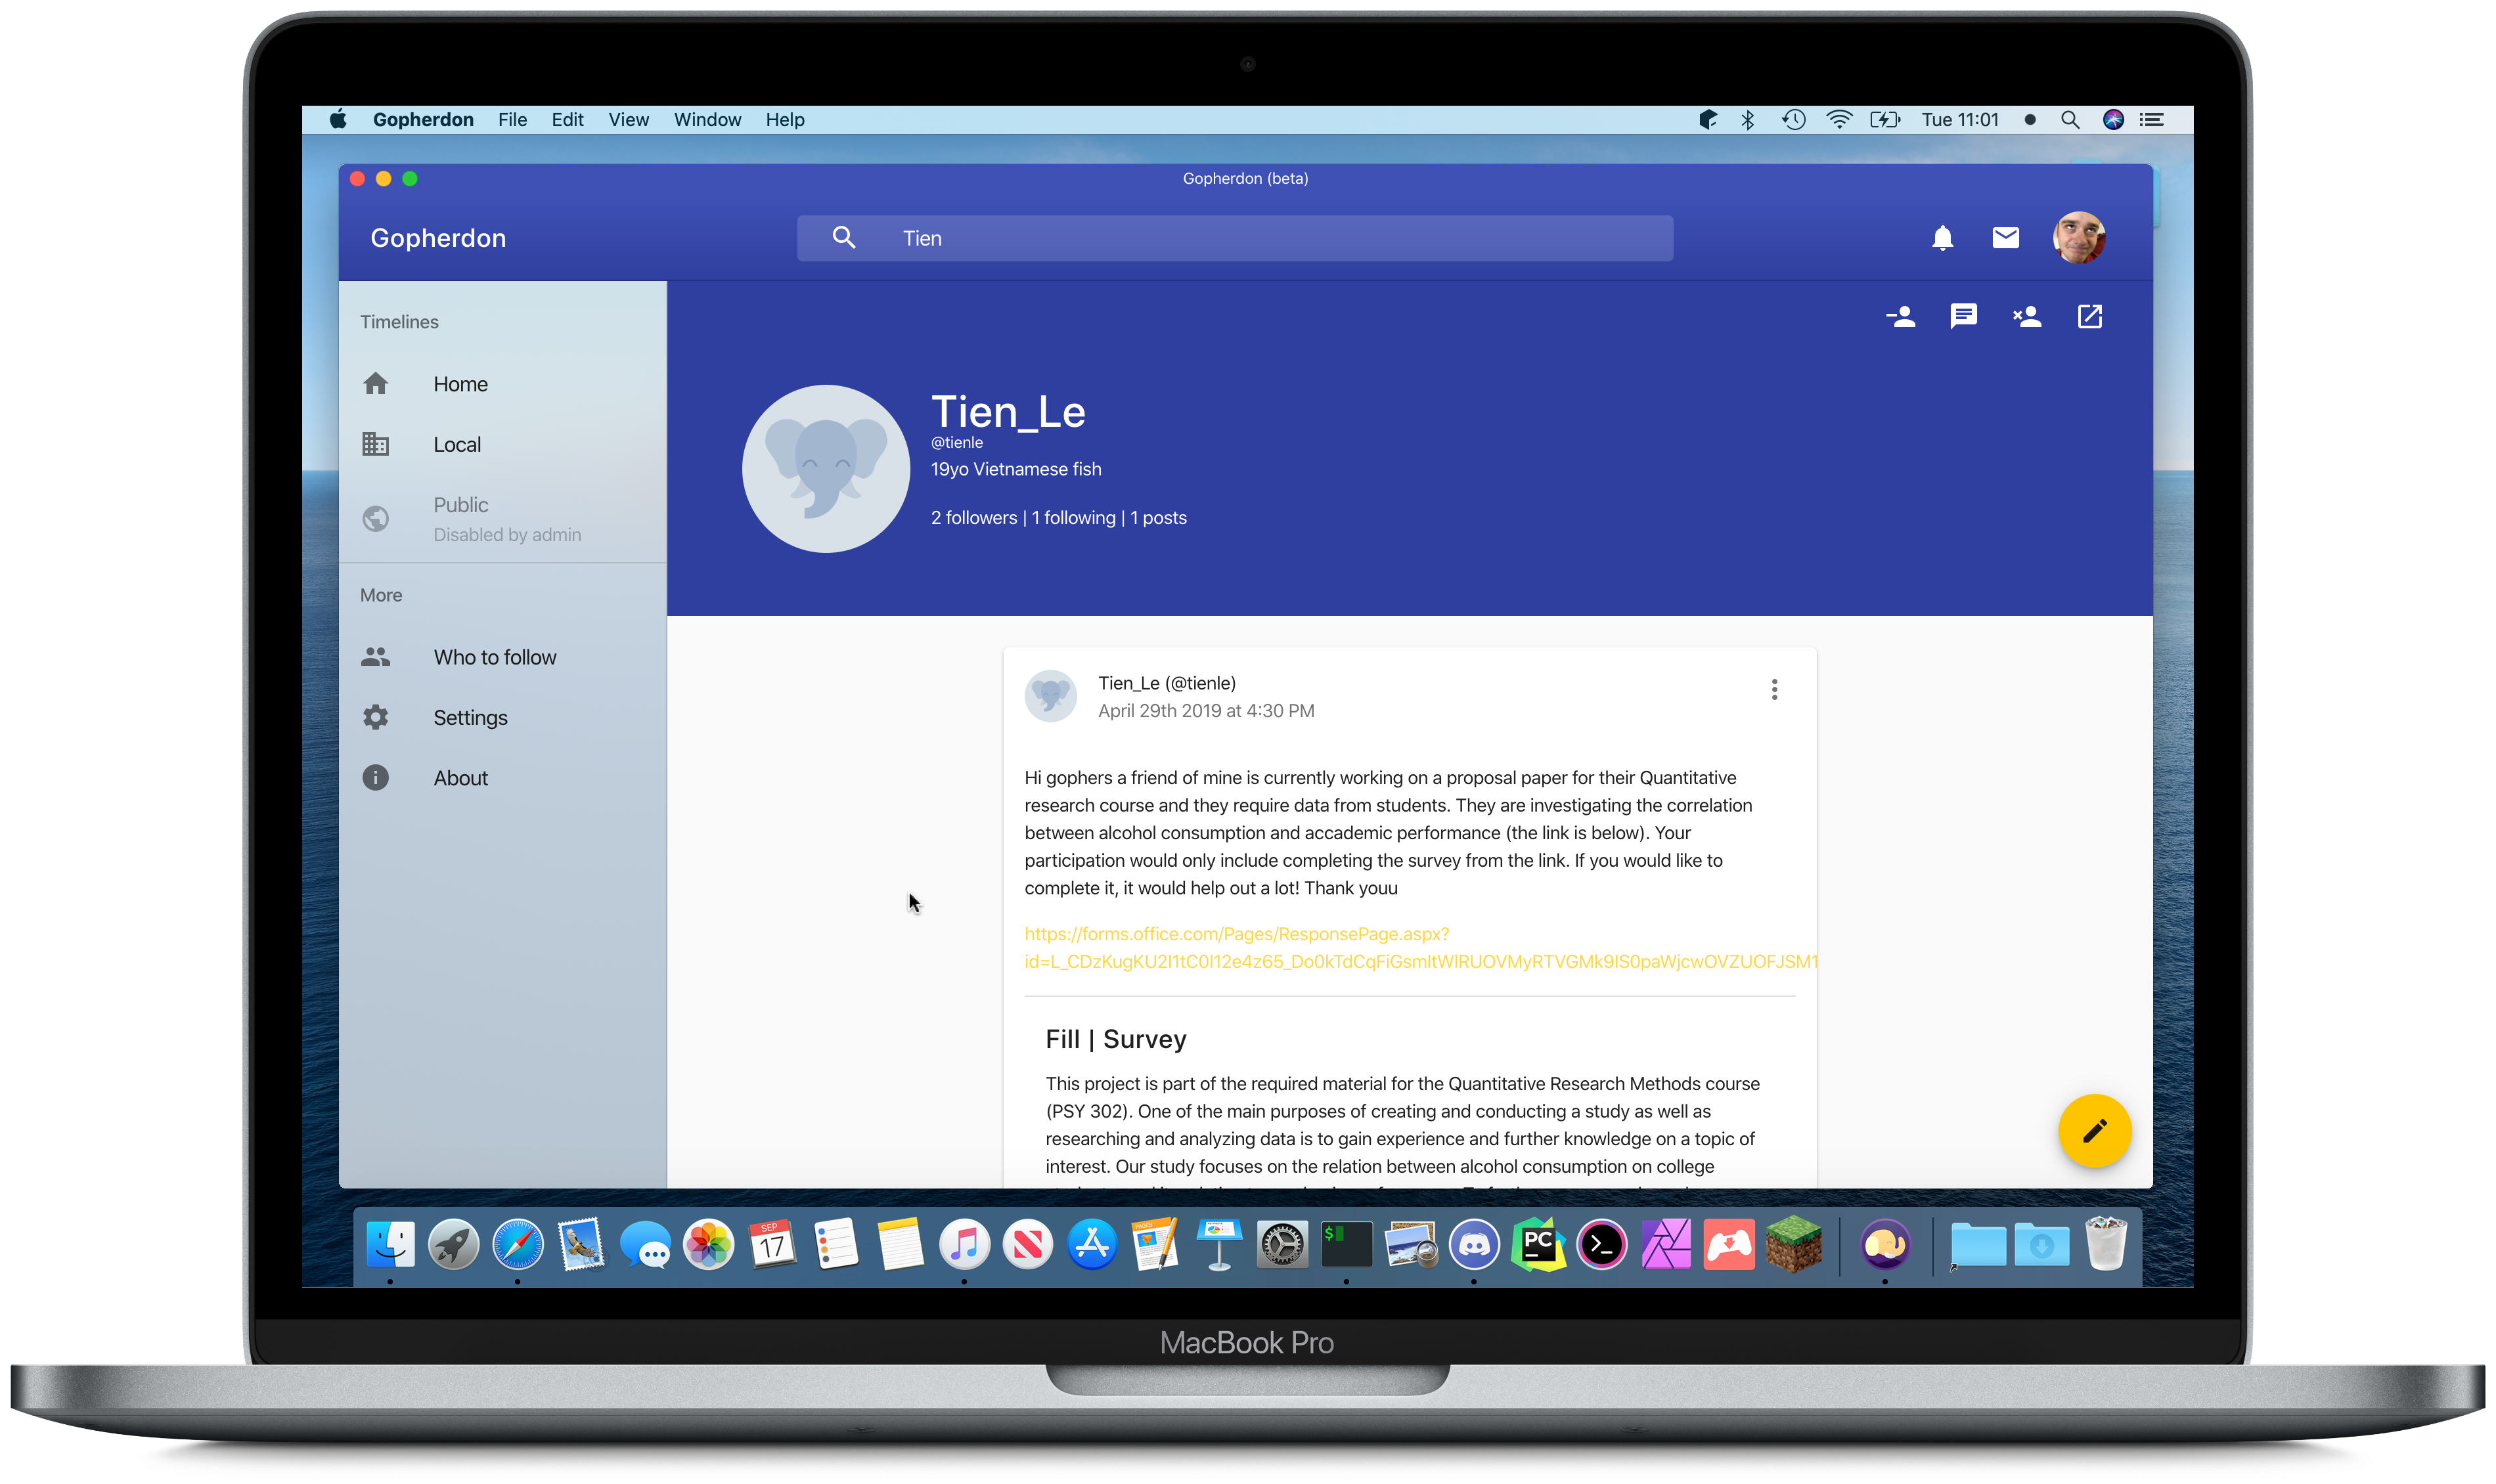 Gopherdon File Edit View Window Help Tue 11:01
Gopherdon (beta)
Gopherdon
Tien
Timelines
Home
Local
Public
Disabled by admin
More
Who to follow
Settings
About
Tien_Le
@tienle
19yo Vietnamese fish
2 followers | 1 following | 1 posts
Tien_Le (@tienle)
April 29th 2019 at 4:30 PM
Hi gophers a friend of mine is currently working on a proposal paper for their Quantitative
research course and they require data from students. They are investigating the correlation
between alcohol consumption and accademic performance (the link is below). Your
participation would only include completing the survey from the link. If you would like to
complete it, it would help out a lot! Thank youu
https://forms.office.com/Pages/ResponsePage.aspx?
Fill | Survey
This project is part of the required material for the Quantitative Research Methods course
(PSY 302). One of the main purposes of creating and conducting a study as well as
researching and analyzing data is to gain experience and further knowledge on a topic of
interest. Our study focuses on the relation between alcohol consumption on college
SEP
17
PAGES
$
PC
>_
MacBook Pro